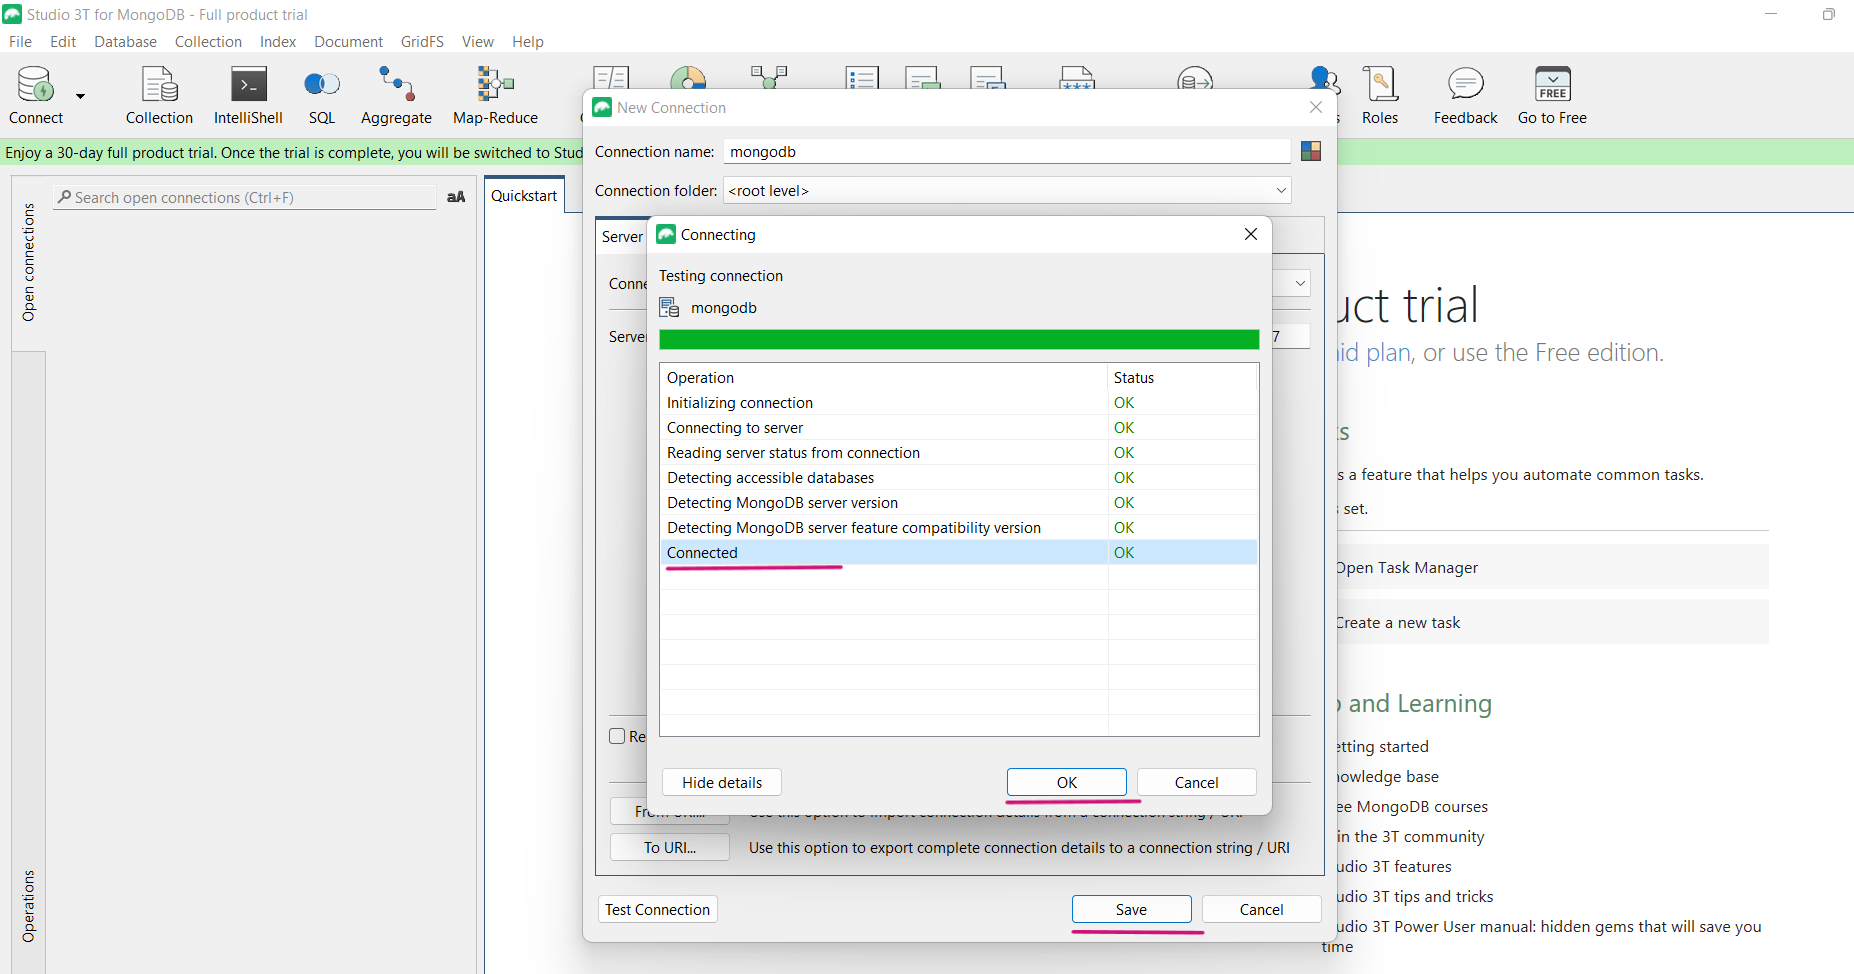 Studio 3T for MongoDB - Full product trial
File Edit Database Collection Index Document GridFS View Help
Connect Collection IntelliShell SQL Aggregate Map-Reduce Roles Feedback Go to Free
FREE
Enjoy a 30-day full product trial. Once the trial is complete, you will be switched to Stud
Open connections
Search open connections (Ctrl+F) aA
Operations
Quickstart
New Connection
Connection name: mongodb
Connection folder: <root level>
Server
Conne
Server 7
Connecting
Testing connection
mongodb
Operation Status
Initializing connection OK
Connecting to server OK
Reading server status from connection OK
Detecting accessible databases OK
Detecting MongoDB server version OK
Detecting MongoDB server feature compatibility version OK
Connected OK
Hide details OK Cancel
Re
To URI... Use this option to export complete connection details to a connection string / URI
Test Connection Save Cancel
uct trial
id plan, or use the Free edition.
s a feature that helps you automate common tasks.
set.
Open Task Manager
Create a new task
and Learning
etting started
owledge base
ee MongoDB courses
in the 3T community
udio 3T features
udio 3T tips and tricks
udio 3T Power User manual: hidden gems that will save you
time